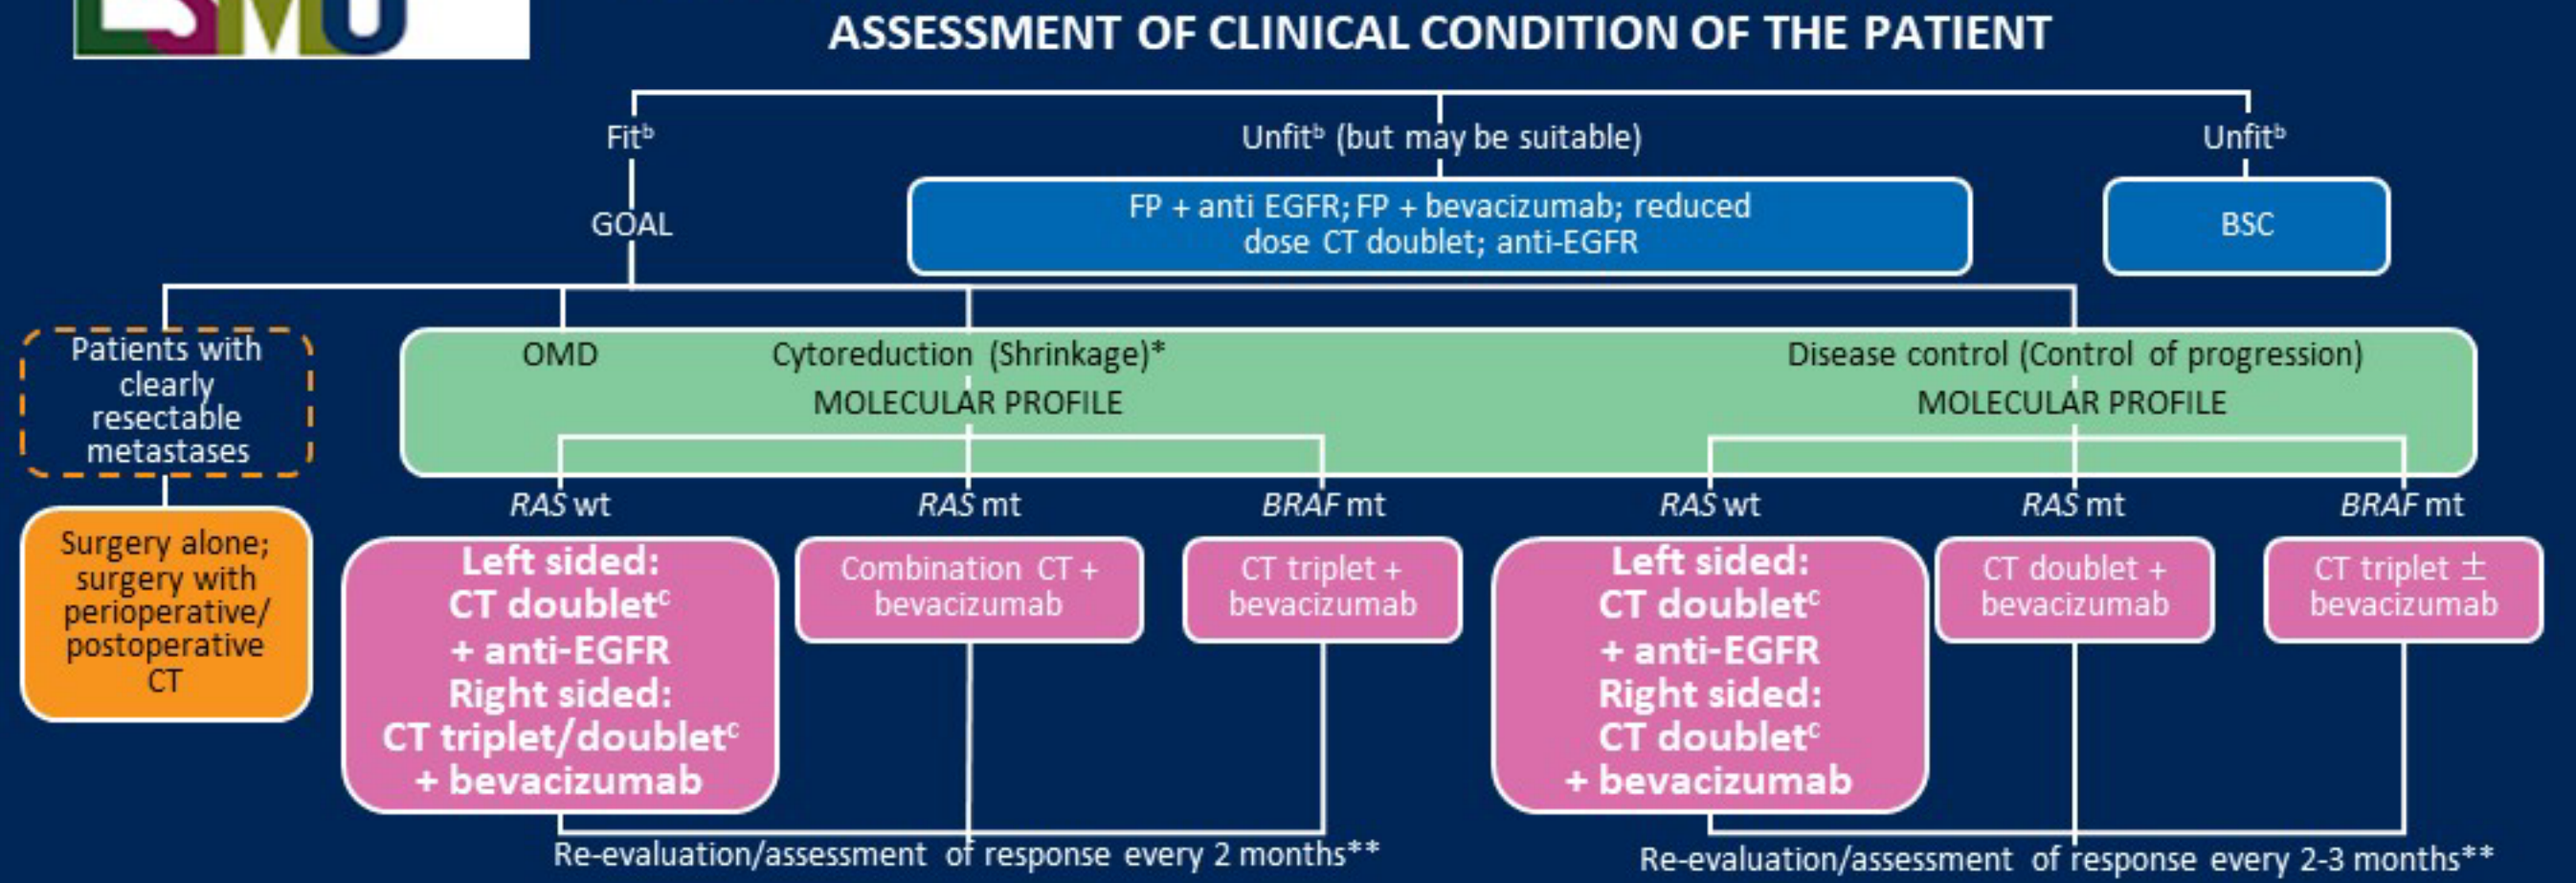 ESMO
ASSESSMENT OF CLINICAL CONDITION OF THE PATIENT
Fitᵇ
Unfitᵇ (but may be suitable)
Unfitᵇ
GOAL
FP + anti EGFR; FP + bevacizumab; reduced
dose CT doublet; anti-EGFR
BSC
Patients with
clearly
resectable
metastases
OMD
Cytoreduction (Shrinkage)*
MOLECULAR PROFILE
Disease control (Control of progression)
MOLECULAR PROFILE
Surgery alone;
surgery with
perioperative/
postoperative
CT
RAS wt
Left sided:
CT doubletᶜ
+ anti-EGFR
Right sided:
CT triplet/doubletᶜ
+ bevacizumab
RAS mt
Combination CT +
bevacizumab
BRAF mt
CT triplet +
bevacizumab
Re-evaluation/assessment of response every 2 months**
RAS wt
Left sided:
CT doubletᶜ
+ anti-EGFR
Right sided:
CT doubletᶜ
+ bevacizumab
RAS mt
CT doublet +
bevacizumab
BRAF mt
CT triplet ±
bevacizumab
Re-evaluation/assessment of response every 2-3 months**